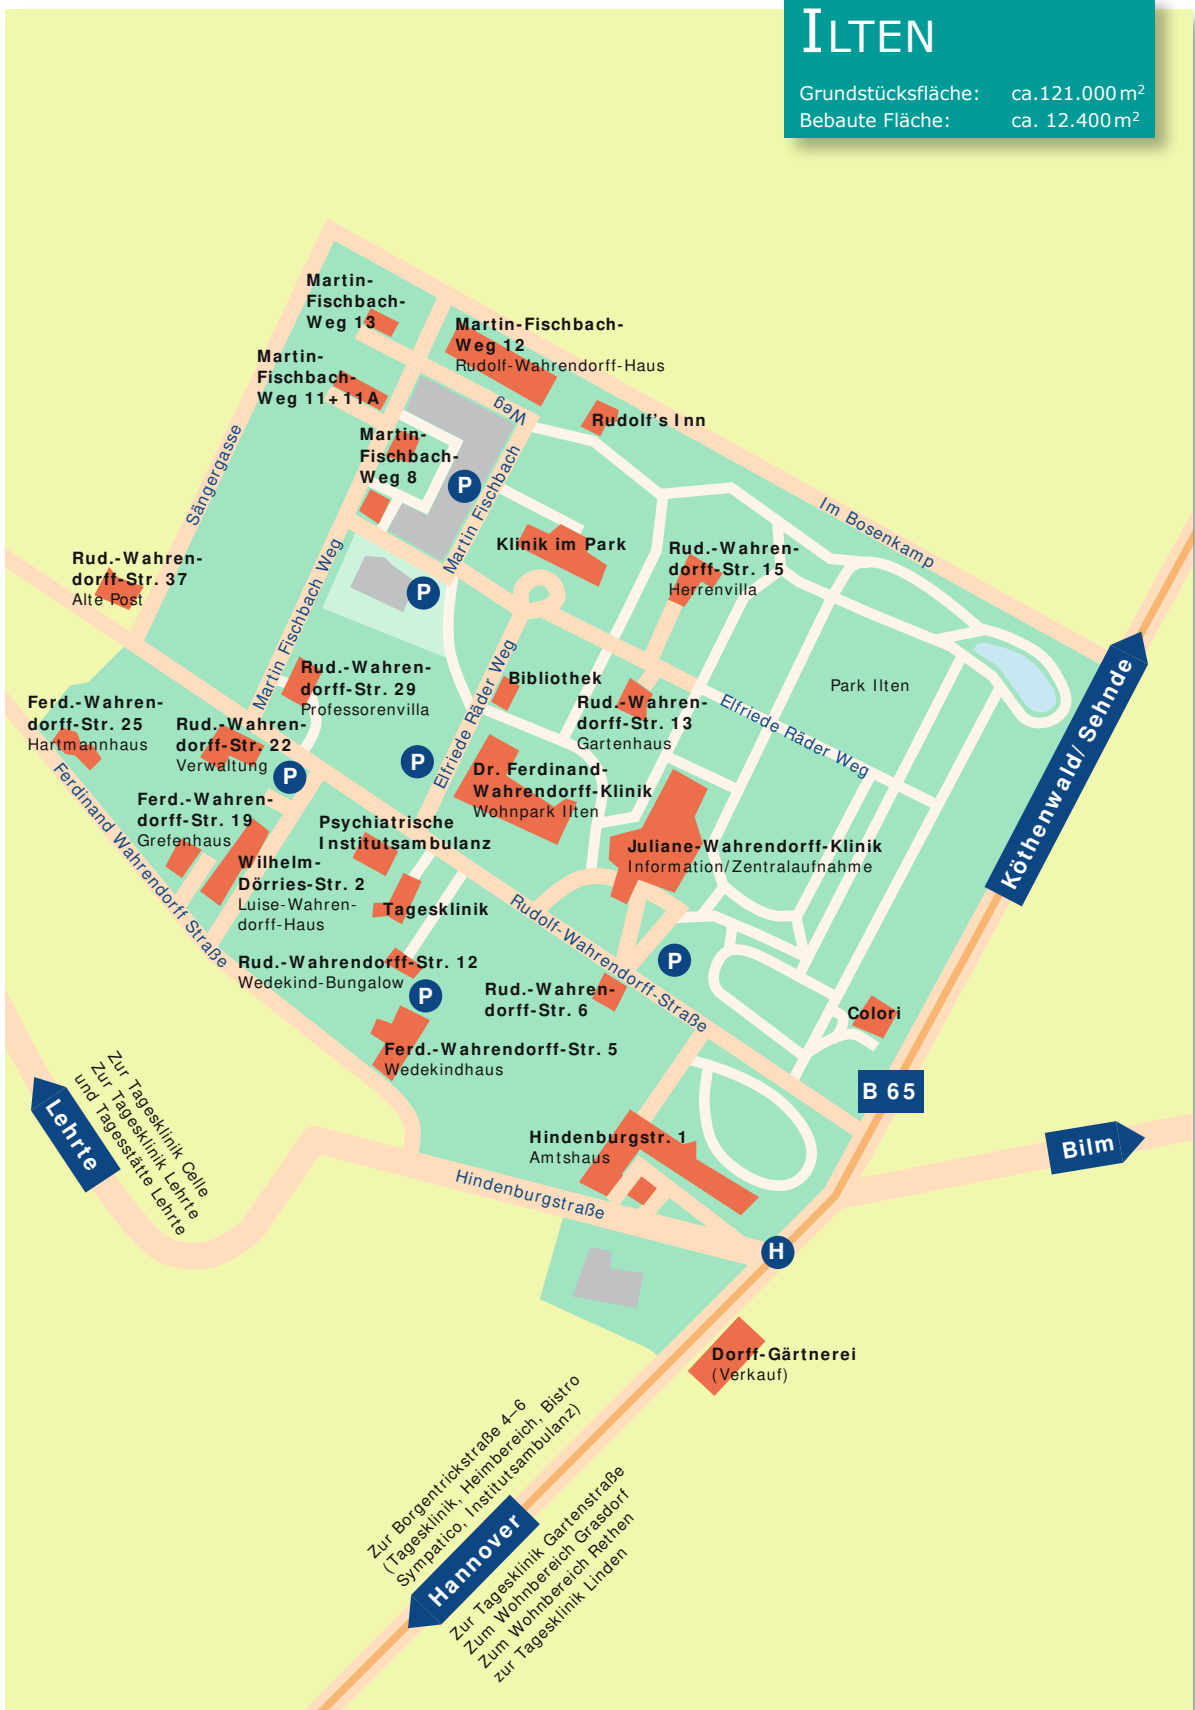 ILTEN
Grundstücksfläche: ca.121.000 m²
Bebaute Fläche: ca. 12.400 m²
Martin-
Fischbach-
Weg 13
Martin-Fischbach-
Weg 12
Rudolf-Wahrendorff-Haus
Martin-
Fischbach-
Weg 11+11A
Weg
Rudolf's Inn
Martin-
Fischbach-
Weg 8
P
Sängergasse
Martin Fischbach
Im Bosenkamp
Klinik im Park
Rud.-Wahren-
dorff-Str. 15
Herrenvilla
Rud.-Wahren-
dorff-Str. 37
Alte Post
P
Martin Fischbach Weg
Rud.-Wahren-
dorff-Str. 29
Professorenvilla
Bibliothek
Park Ilten
Rud.-Wahren-
dorff-Str. 13
Gartenhaus
Elfriede Räder Weg
Elfriede Räder Weg
Köthenwald/ Sehnde
Ferd.-Wahren-
dorff-Str. 25
Hartmannhaus
Rud.-Wahren-
dorff-Str. 22
Verwaltung
P
P
Dr. Ferdinand-
Wahrendorff-Klinik
Wohnpark Ilten
Ferdinand Wahrendorff Straße
Ferd.-Wahren-
dorff-Str. 19
Grefenhaus
Psychiatrische
Institutsambulanz
Juliane-Wahrendorff-Klinik
Information/Zentralaufnahme
Wilhelm-
Dörries-Str. 2
Luise-Wahren-
dorff-Haus
Tagesklinik
Rudolf-Wahrendorff-Straße
Rud.-Wahrendorff-Str. 12
Wedekind-Bungalow
P
P
Rud.-Wahren-
dorff-Str. 6
Colori
Ferd.-Wahrendorff-Str. 5
Wedekindhaus
B 65
Zur Tagesklinik Celle
Zur Tagesklinik Lehrte
und Tagesstätte Lehrte
Lehrte
Hindenburgstr. 1
Amtshaus
Bilm
Hindenburgstraße
H
Dorff-Gärtnerei
(Verkauf)
Zur Borgentrickstraße 4–6
(Tagesklinik, Heimbereich, Bistro
Sympatico, Institutsambulanz)
Hannover
Zur Tagesklinik Gartenstraße
Zum Wohnbereich Grasdorf
Zum Wohnbereich Rethen
zur Tagesklinik Linden